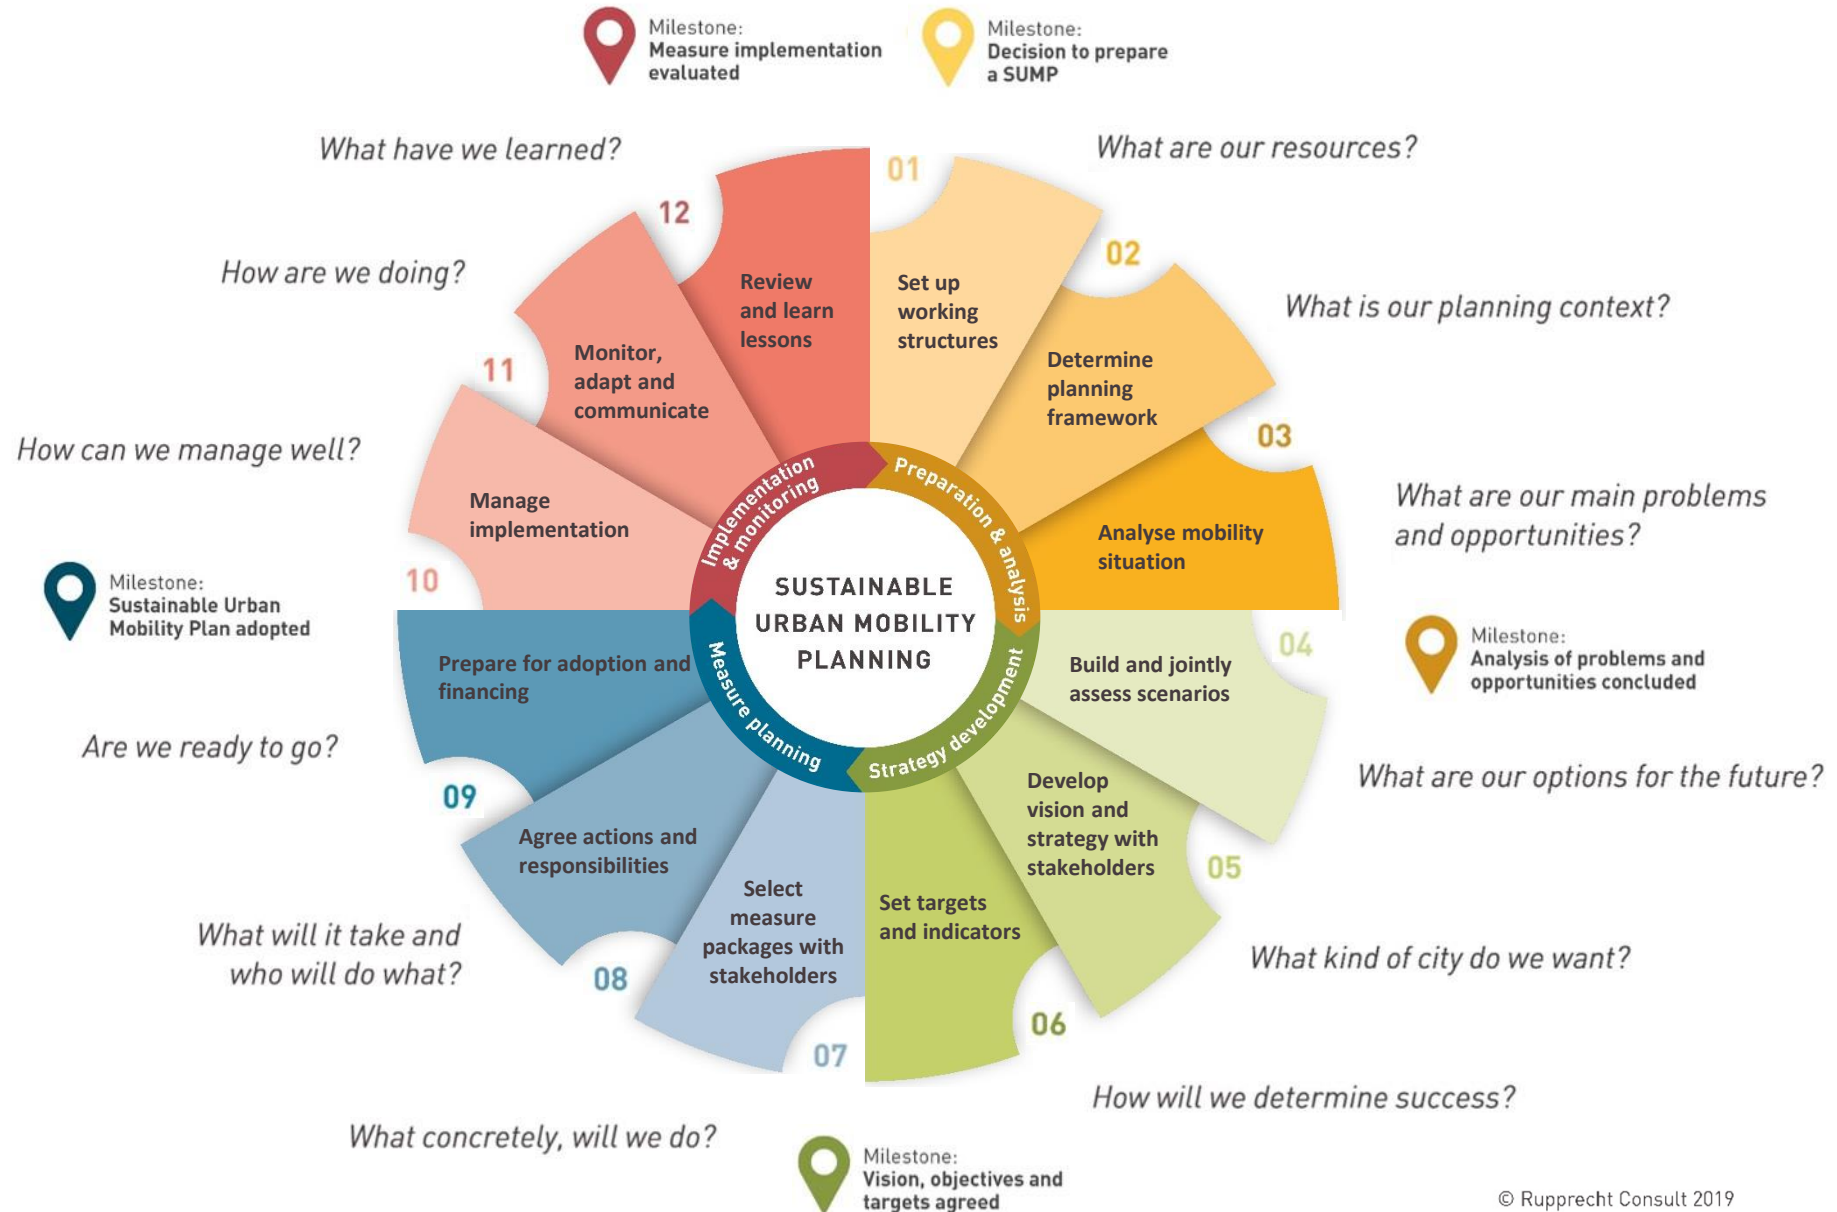 Milestone:
Measure implementation
evaluated
Milestone:
Decision to prepare
a SUMP
What are our resources?
01
Set up
working
structures
02
What is our planning context?
Determine
planning
framework
03
What are our main problems
and opportunities?
Analyse mobility
situation
Milestone:
Analysis of problems and
opportunities concluded
04
Build and jointly
assess scenarios
What are our options for the future?
05
Develop
vision and
strategy with
stakeholders
What kind of city do we want?
06
Set targets
and indicators
How will we determine success?
Milestone:
Vision, objectives and
targets agreed
07
Select
measure
packages with
stakeholders
What concretely, will we do?
08
Agree actions and
responsibilities
What will it take and
who will do what?
09
Prepare for adoption and
financing
Are we ready to go?
Milestone:
Sustainable Urban
Mobility Plan adopted
10
Manage
implementation
How can we manage well?
11
Monitor,
adapt and
communicate
How are we doing?
12
Review
and learn
lessons
What have we learned?
Preparation & analysis
Strategy development
Measure planning
Implementation
& monitoring
SUSTAINABLE
URBAN MOBILITY
PLANNING
© Rupprecht Consult 2019